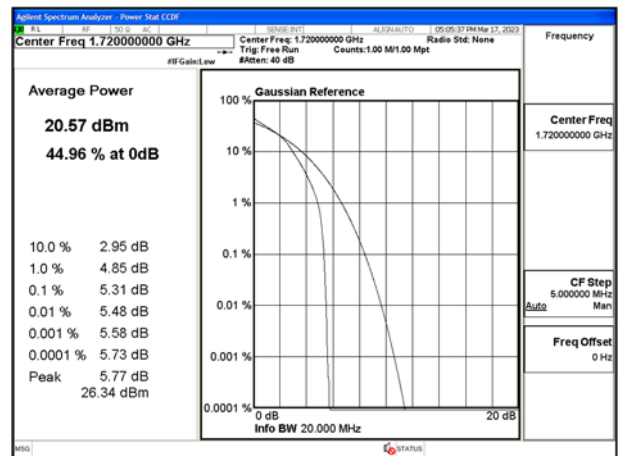 Agilent Spectrum Analyzer - Power Stat CCDF
RL RF 50 Ω AC SENSE:INT ALIGN AUTO 05:05:37 PM Mar 17, 2023
Center Freq 1.720000000 GHz
Center Freq: 1.720000000 GHz Radio Std: None
Trig: Free Run Counts:1.00 M/1.00 Mpt
#IFGain:Low #Atten: 40 dB
Frequency
Average Power
20.57 dBm
44.96 % at 0dB
10.0 % 2.95 dB
1.0 % 4.85 dB
0.1 % 5.31 dB
0.01 % 5.48 dB
0.001 % 5.58 dB
0.0001 % 5.73 dB
Peak 5.77 dB
26.34 dBm
Gaussian Reference
100 %
10 %
1 %
0.1 %
0.01 %
0.001 %
0.0001 %
0 dB 20 dB
Info BW 20.000 MHz
Center Freq
1.720000000 GHz
CF Step
5.000000 MHz
Auto Man
Freq Offset
0 Hz
MSG STATUS